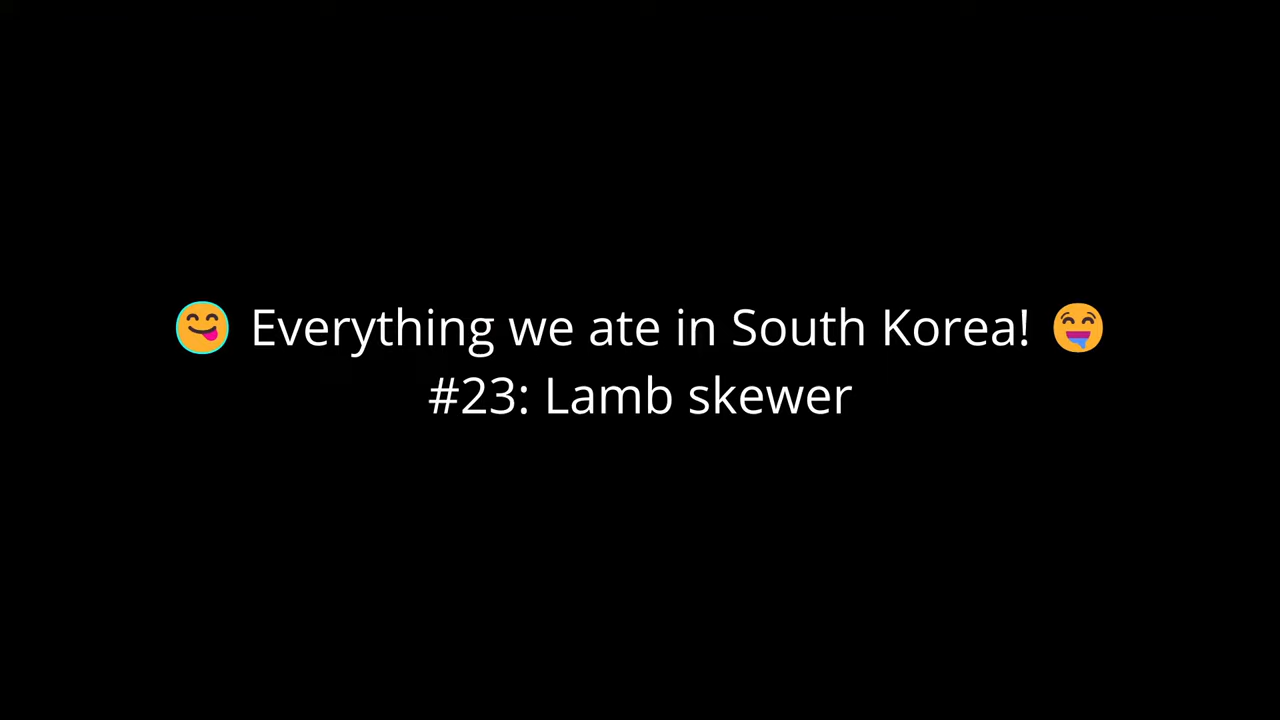 😋 Everything we ate in South Korea! 🤤
#23: Lamb skewer